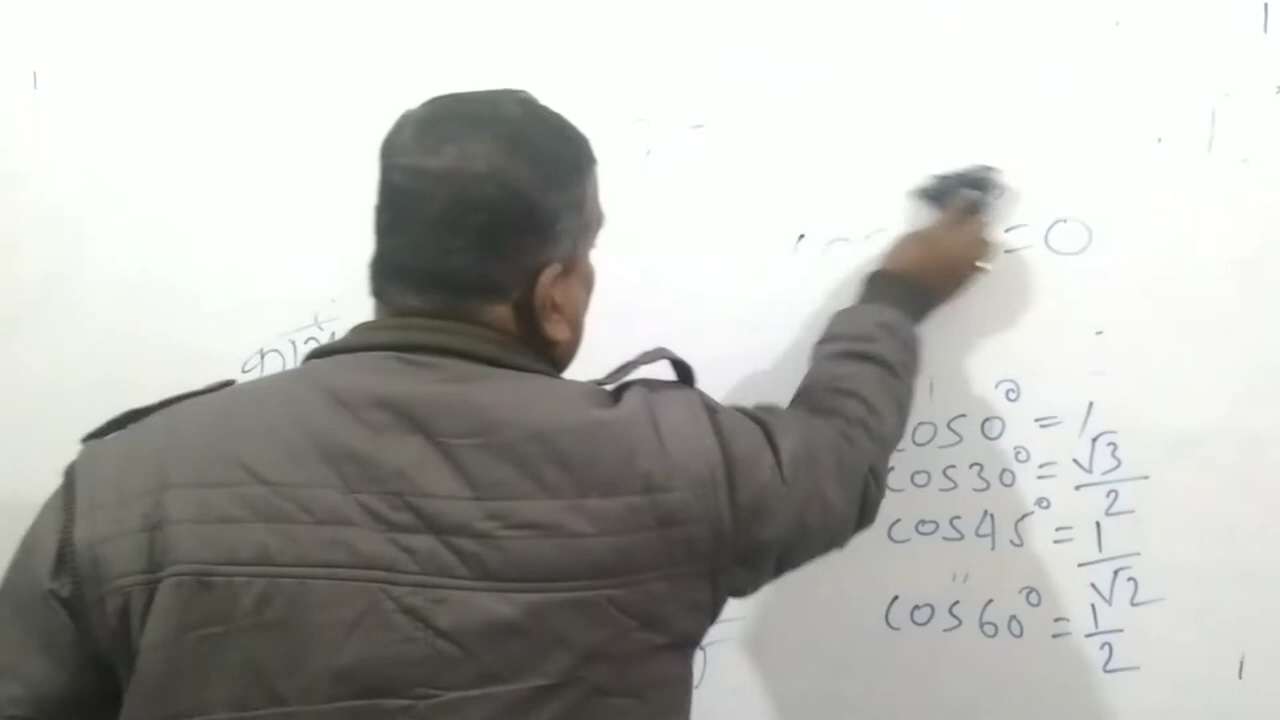 = 0
cos0° = 1
cos30° = √3/2
cos45° = 1/√2
cos60° = 1/2